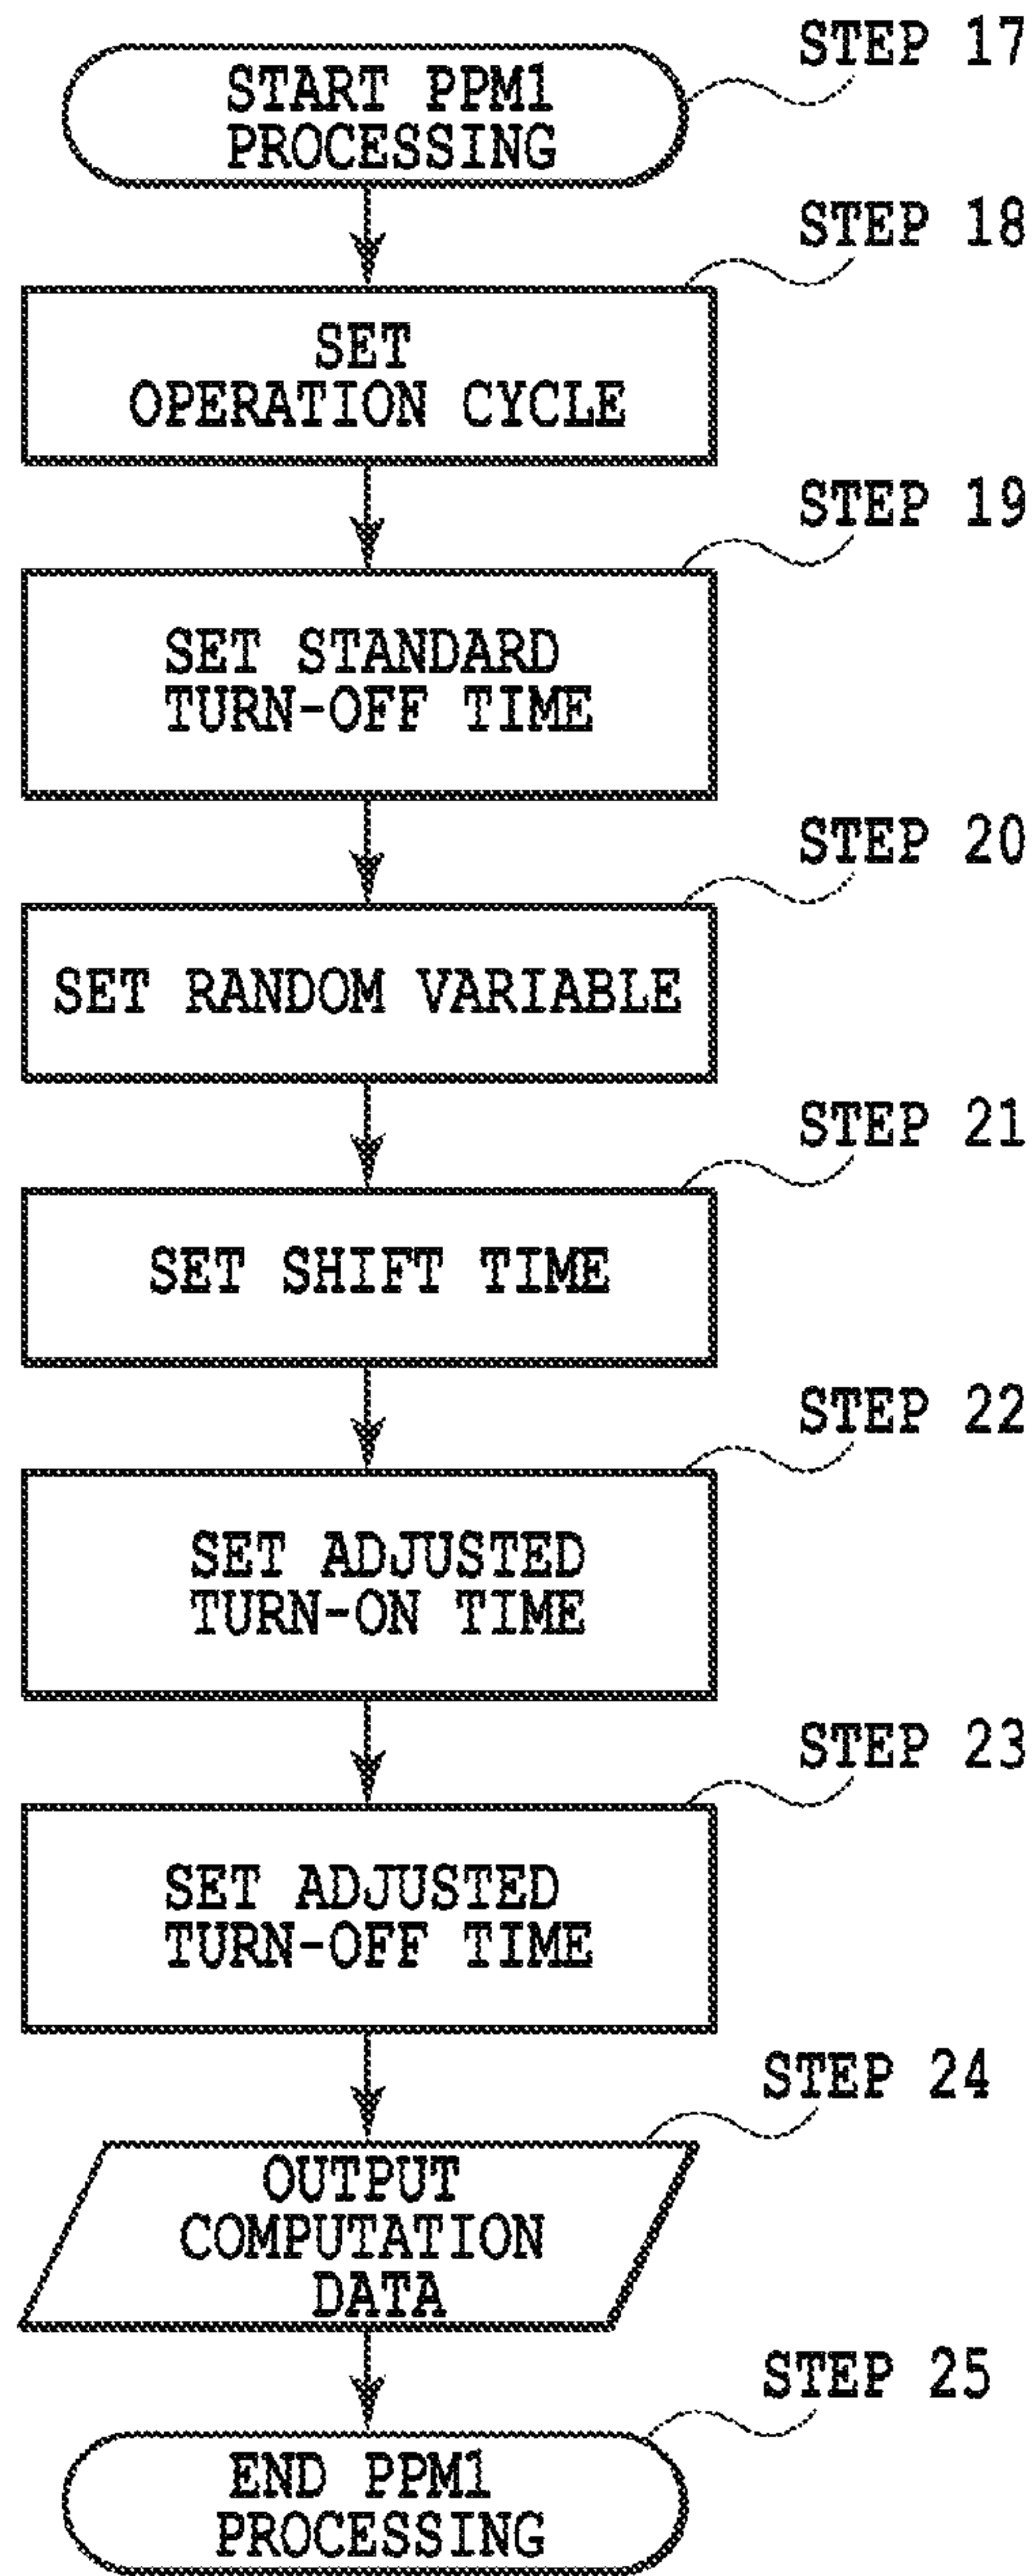 STEP 17
START PPM1
PROCESSING
STEP 18
SET
OPERATION CYCLE
STEP 19
SET STANDARD
TURN-OFF TIME
STEP 20
SET RANDOM VARIABLE
STEP 21
SET SHIFT TIME
STEP 22
SET ADJUSTED
TURN-ON TIME
STEP 23
SET ADJUSTED
TURN-OFF TIME
STEP 24
OUTPUT
COMPUTATION
DATA
STEP 25
END PPM1
PROCESSING